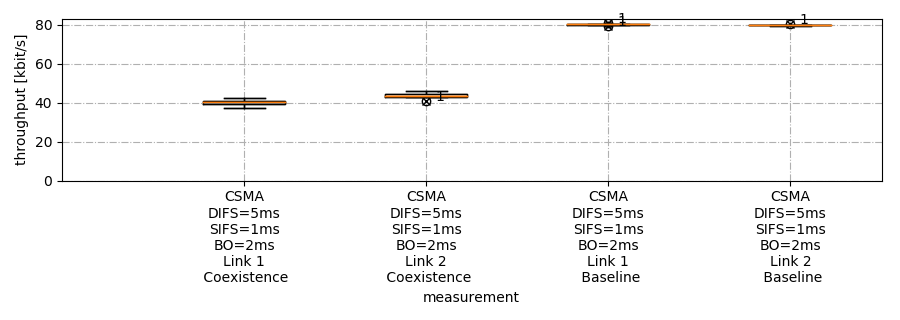 throughput [kbit/s]
80
60
40
20
0
1
1
1
1
CSMA
DIFS=5ms
SIFS=1ms
BO=2ms
Link 1
Coexistence
CSMA
DIFS=5ms
SIFS=1ms
BO=2ms
Link 2
Coexistence
CSMA
DIFS=5ms
SIFS=1ms
BO=2ms
Link 1
Baseline
CSMA
DIFS=5ms
SIFS=1ms
BO=2ms
Link 2
Baseline
measurement